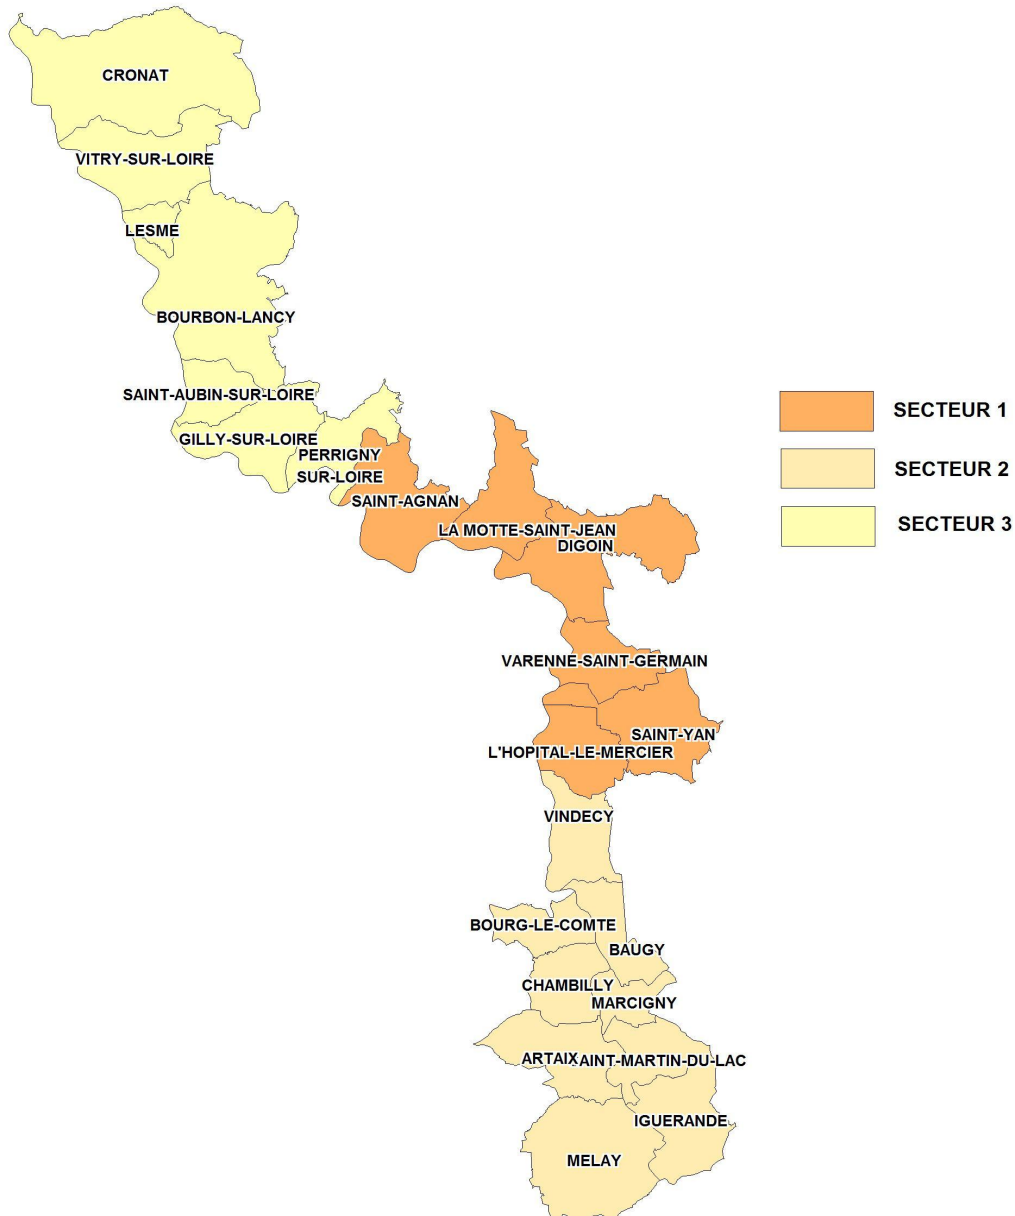 CRONAT
VITRY-SUR-LOIRE
LESME
BOURBON-LANCY
SAINT-AUBIN-SUR-LOIRE
GILLY-SUR-LOIRE
PERRIGNY
SUR-LOIRE
SAINT-AGNAN
LA MOTTE-SAINT-JEAN
DIGOIN
VARENNE-SAINT-GERMAIN
SAINT-YAN
L'HOPITAL-LE-MERCIER
VINDECY
BOURG-LE-COMTE
BAUGY
CHAMBILLY
MARCIGNY
ARTAIX
AINT-MARTIN-DU-LAC
IGUERANDE
MELAY
SECTEUR 1
SECTEUR 2
SECTEUR 3